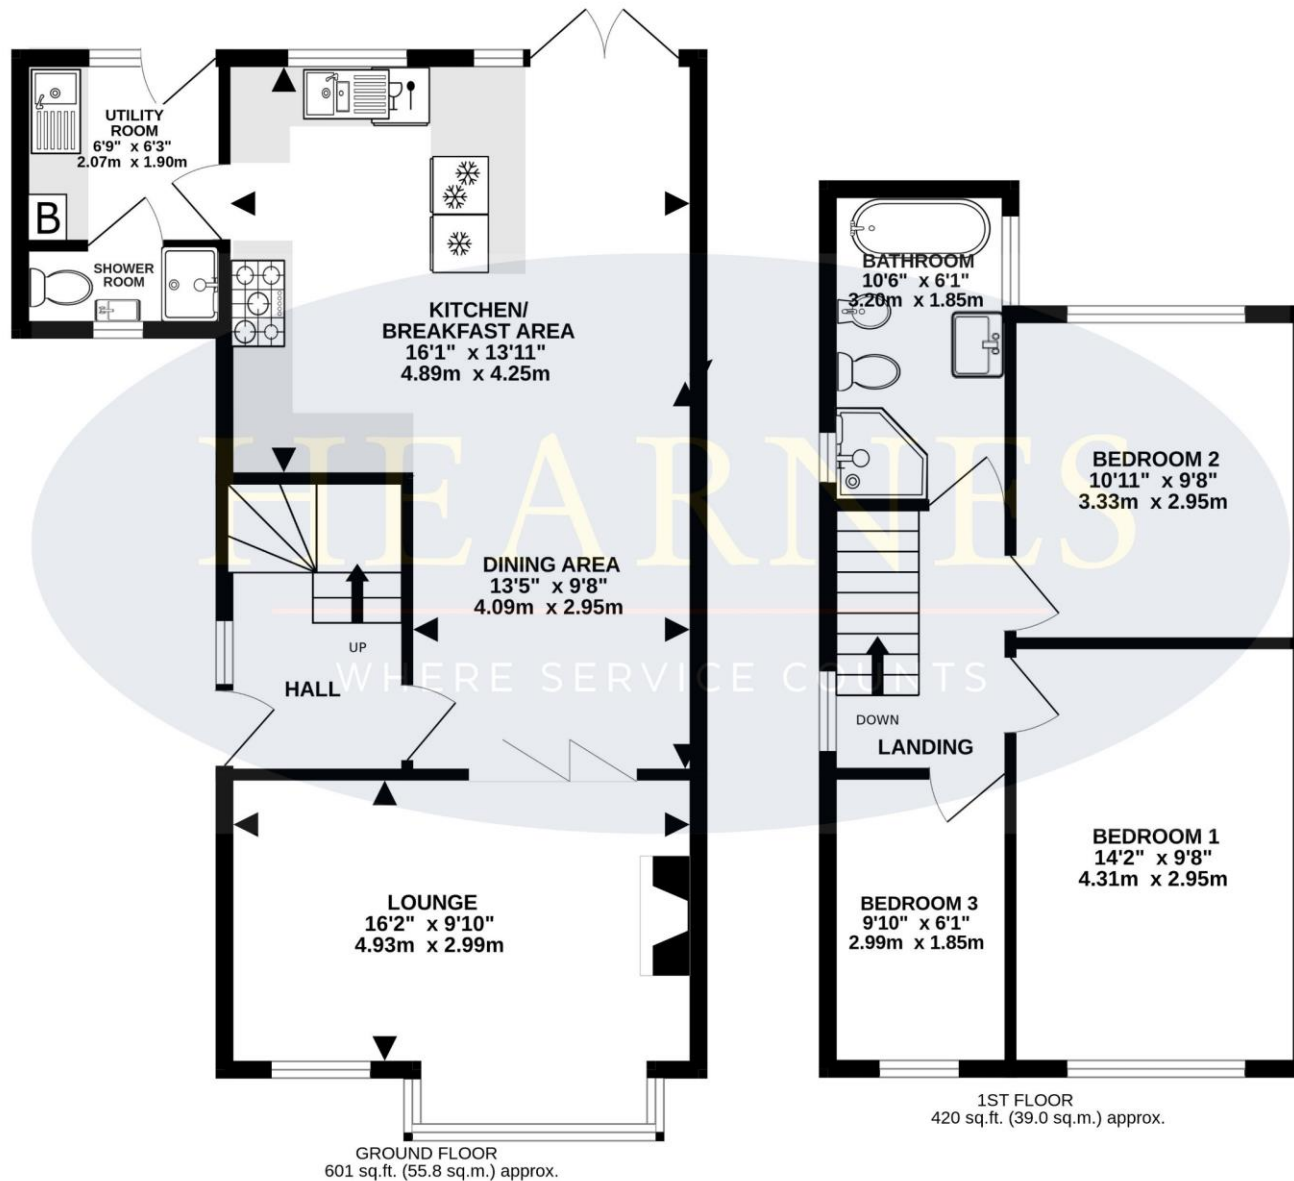 UTILITY
ROOM
6'9" x 6'3"
2.07m x 1.90m
B
SHOWER
ROOM
KITCHEN/
BREAKFAST AREA
16'1" x 13'11"
4.89m x 4.25m
DINING AREA
13'5" x 9'8"
4.09m x 2.95m
UP
HALL
LOUNGE
16'2" x 9'10"
4.93m x 2.99m
GROUND FLOOR
601 sq.ft. (55.8 sq.m.) approx.
BATHROOM
10'6" x 6'1"
3.20m x 1.85m
BEDROOM 2
10'11" x 9'8"
3.33m x 2.95m
DOWN
LANDING
BEDROOM 1
14'2" x 9'8"
4.31m x 2.95m
BEDROOM 3
9'10" x 6'1"
2.99m x 1.85m
1ST FLOOR
420 sq.ft. (39.0 sq.m.) approx.
HEARNES
WHERE SERVICE COUNTS